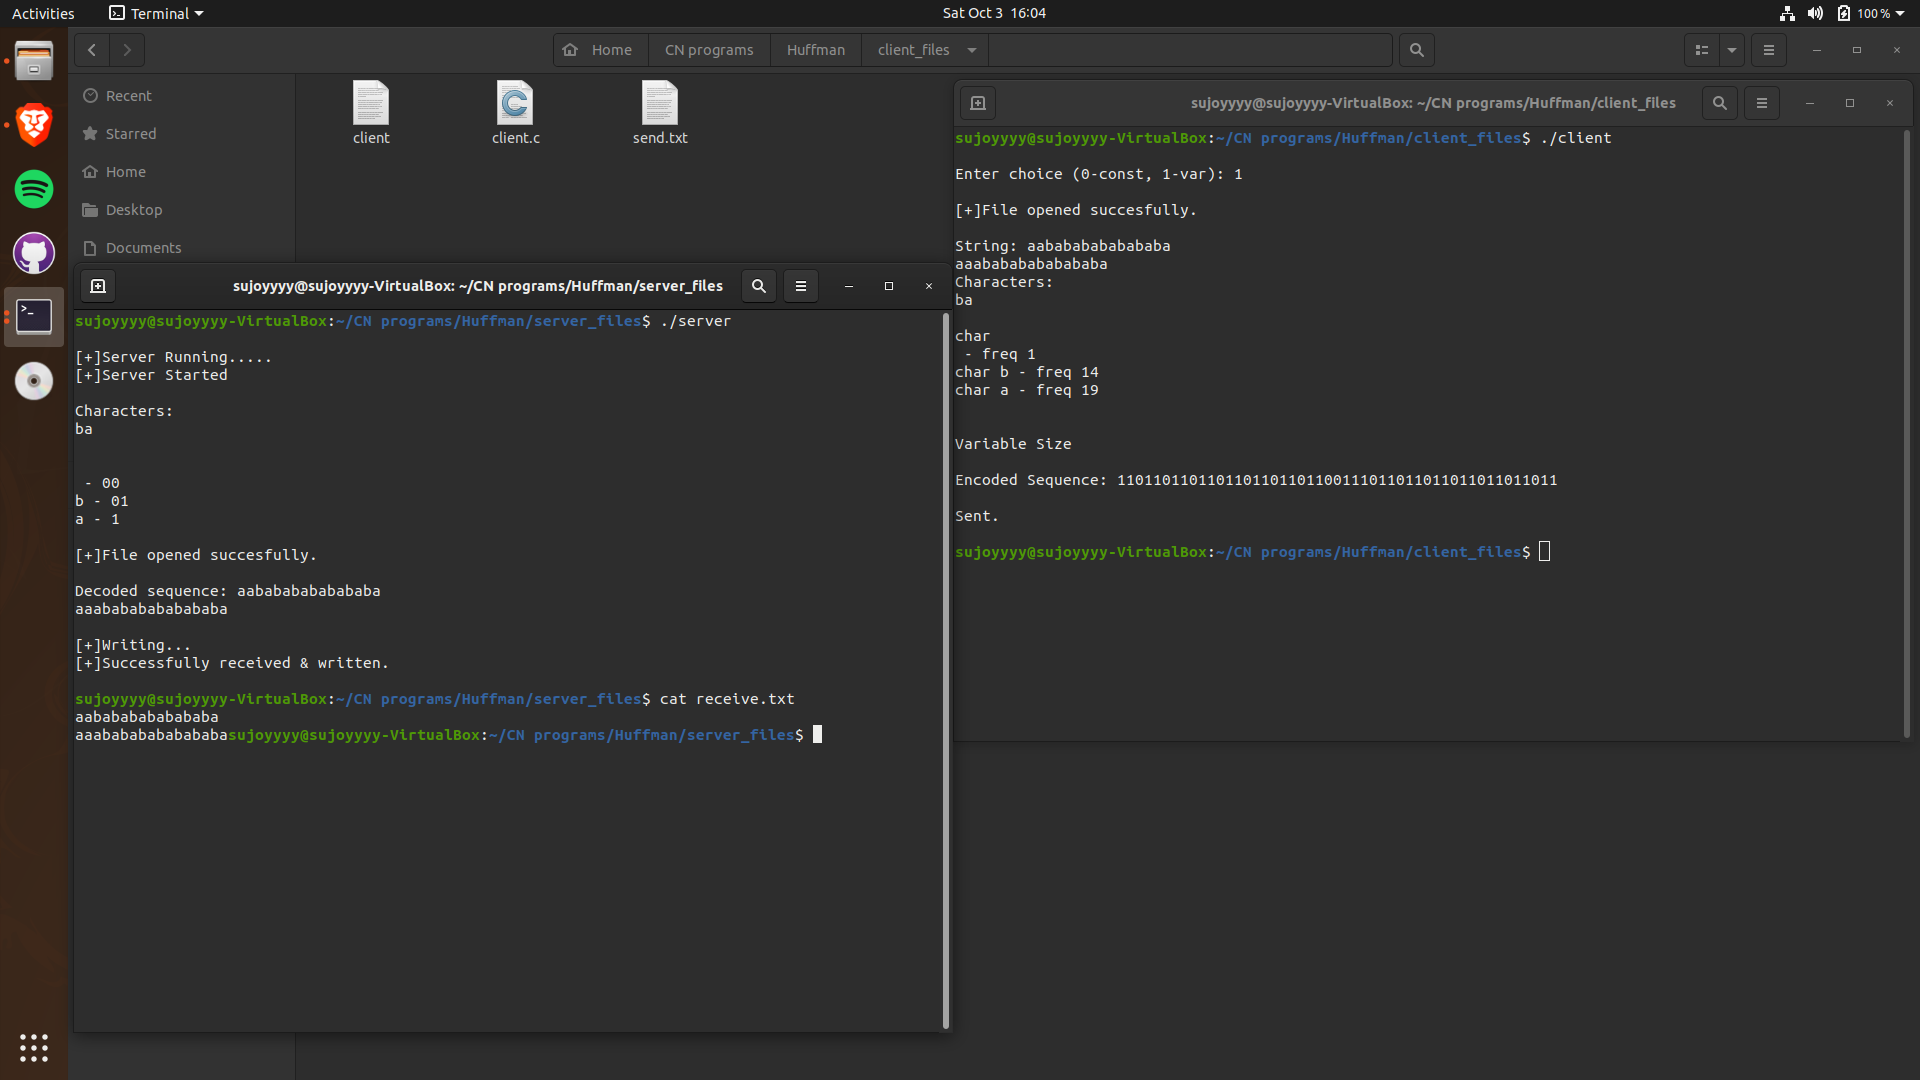 Activities
Terminal
Sat Oct 3 16:04
100 %
Home
CN programs
Huffman
client_files
Recent
Starred
Home
Desktop
Documents
client
client.c
send.txt
sujoyyyy@sujoyyyy-VirtualBox: ~/CN programs/Huffman/client_files
sujoyyyy@sujoyyyy-VirtualBox:~/CN programs/Huffman/client_files$ ./client
Enter choice (0-const, 1-var): 1
[+]File opened succesfully.
String: aabababababababa
aaabababababababa
Characters:
ba
char
- freq 1
char b - freq 14
char a - freq 19
Variable Size
Encoded Sequence: 1101101101101101101101100111011011011011011011011
Sent.
sujoyyyy@sujoyyyy-VirtualBox:~/CN programs/Huffman/client_files$
sujoyyyy@sujoyyyy-VirtualBox: ~/CN programs/Huffman/server_files
sujoyyyy@sujoyyyy-VirtualBox:~/CN programs/Huffman/server_files$ ./server
[+]Server Running.....
[+]Server Started
Characters:
ba
- 00
b - 01
a - 1
[+]File opened succesfully.
Decoded sequence: aabababababababa
aaabababababababa
[+]Writing...
[+]Successfully received & written.
sujoyyyy@sujoyyyy-VirtualBox:~/CN programs/Huffman/server_files$ cat receive.txt
aabababababababa
aaabababababababasujoyyyy@sujoyyyy-VirtualBox:~/CN programs/Huffman/server_files$